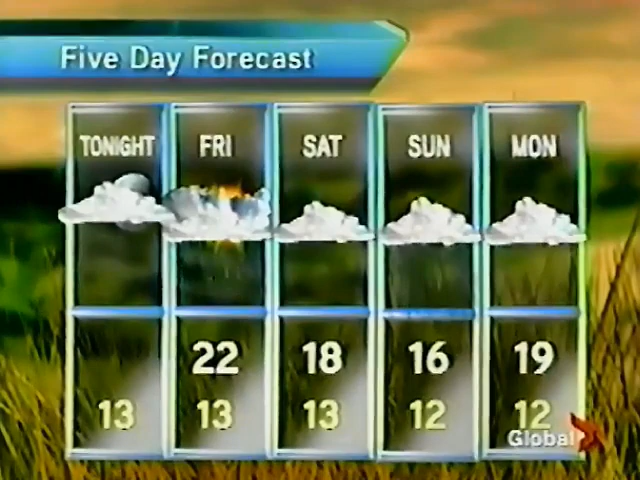 Five Day Forecast
TONIGHT FRI SAT SUN MON
22 18 16 19
13 13 13 12 12
Global